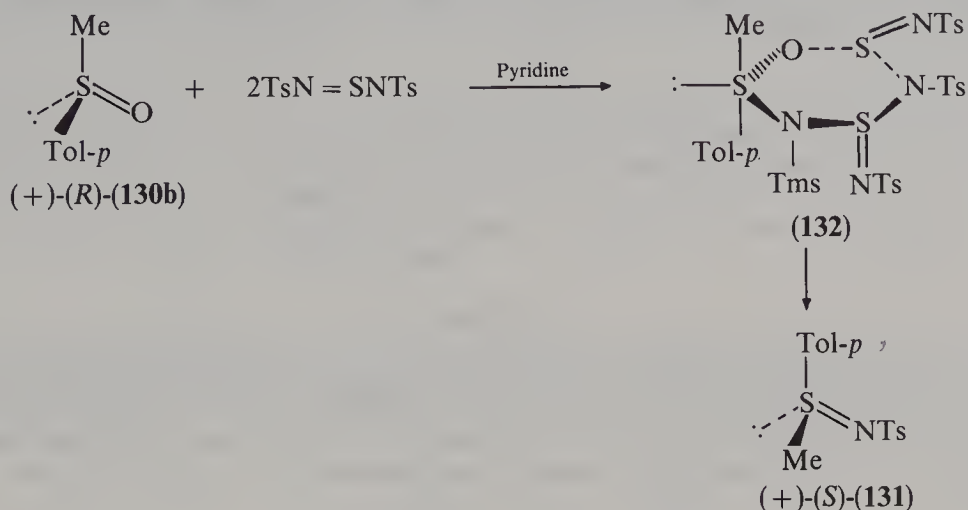 Me
S
O
:
Tol-p
(+)-(R)-(130b)
+ 2TsN = SNTs
Pyridine
Me
O
S
NTs
:
S
N
S
N-Ts
Tol-p.
Tms
NTs
(132)
Tol-p ,
S
:
NTs
Me
(+)-(S)-(131)